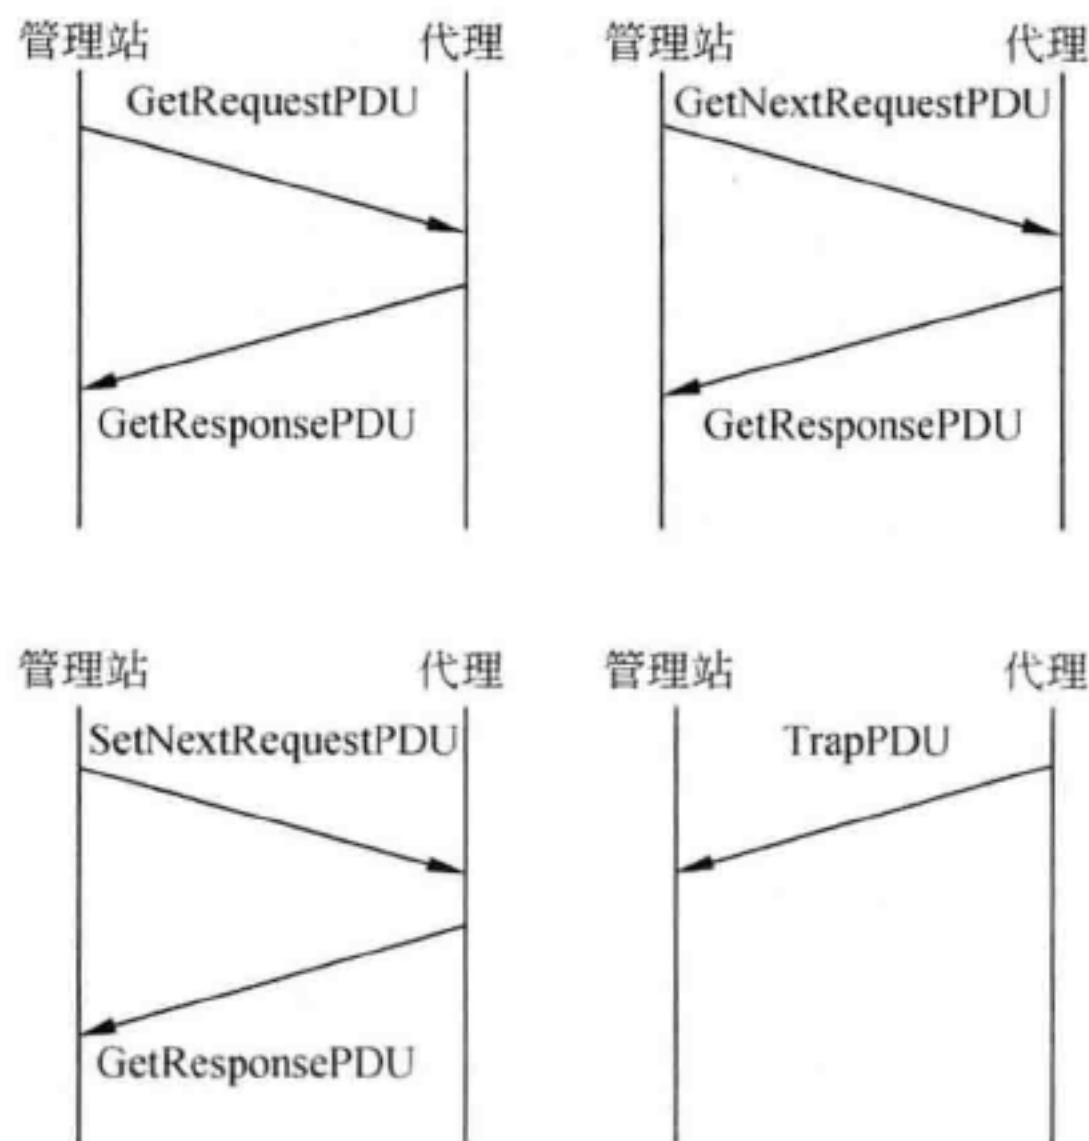 管理站 代理 管理站 代理
GetRequestPDU GetNextRequestPDU
GetResponsePDU GetResponsePDU
管理站 代理 管理站 代理
SetNextRequestPDU TrapPDU
GetResponsePDU